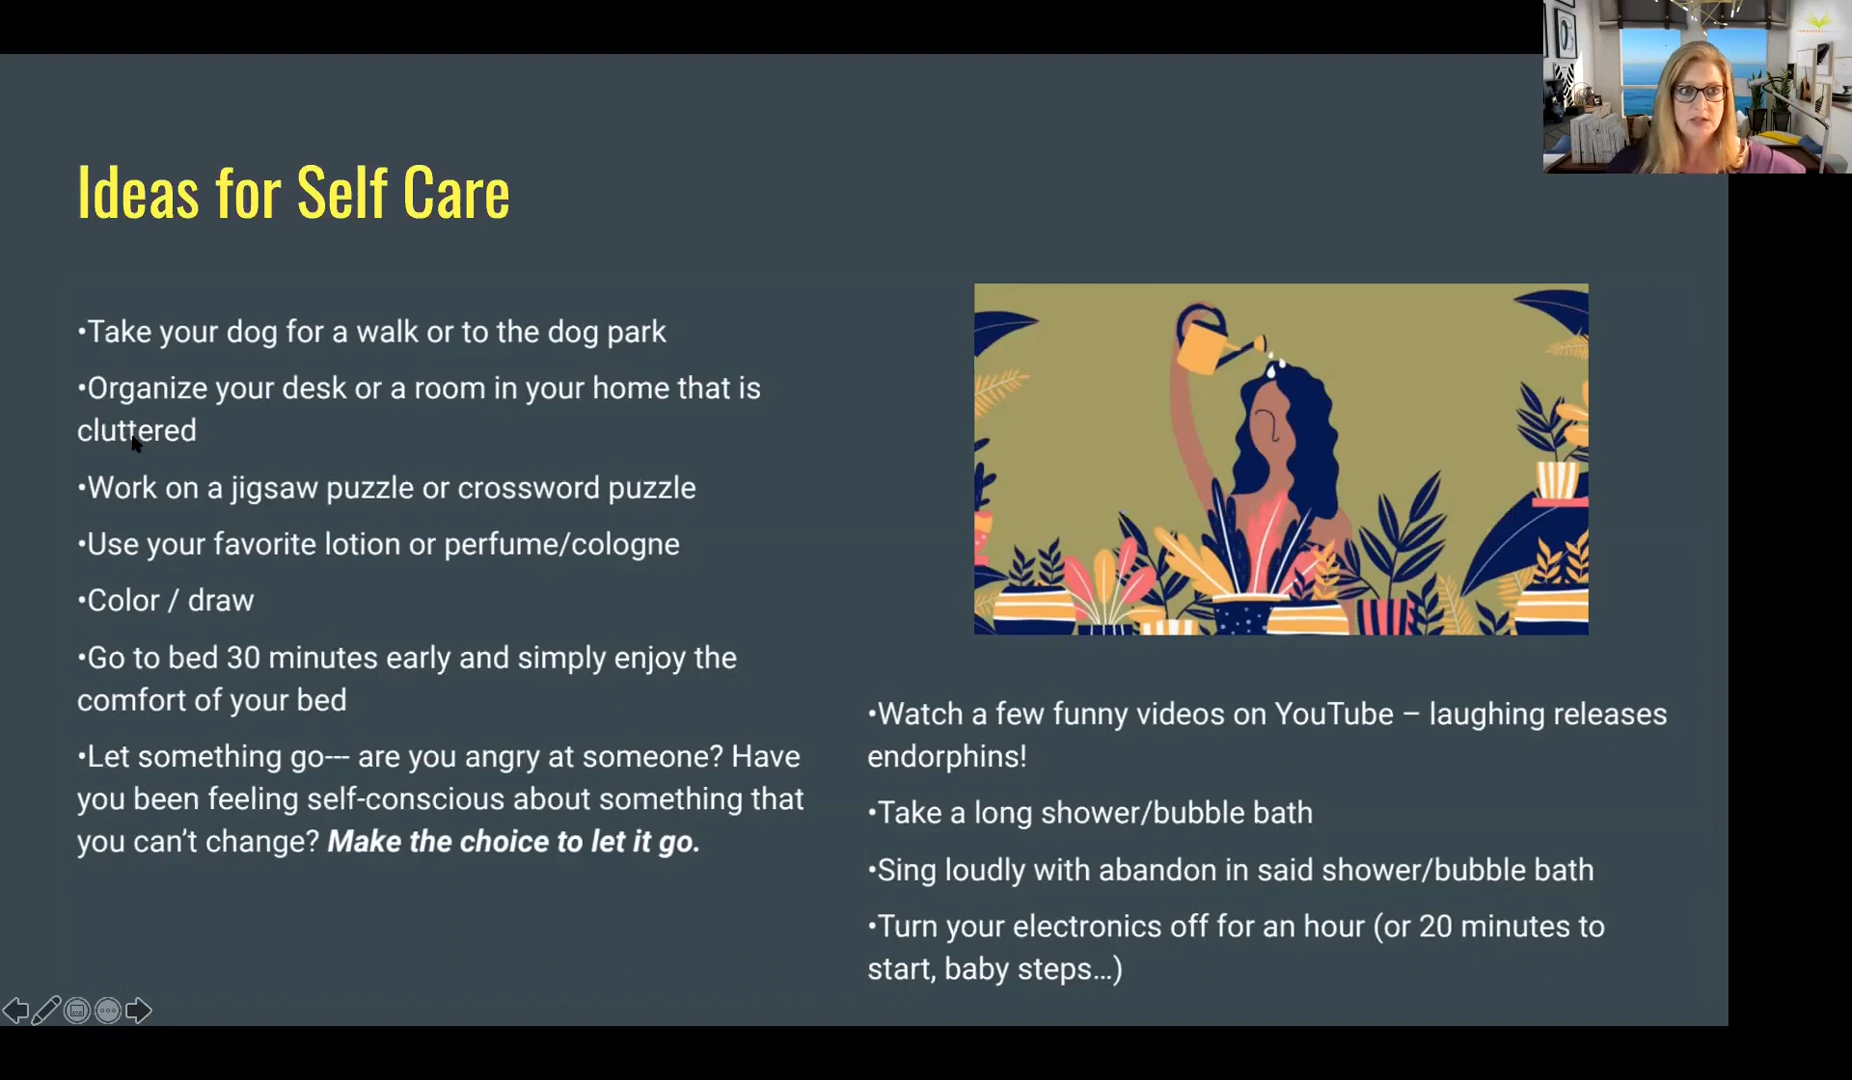 Ideas for Self Care
•Take your dog for a walk or to the dog park
•Organize your desk or a room in your home that is
cluttered
•Work on a jigsaw puzzle or crossword puzzle
•Use your favorite lotion or perfume/cologne
•Color / draw
•Go to bed 30 minutes early and simply enjoy the
comfort of your bed
•Let something go--- are you angry at someone? Have
you been feeling self-conscious about something that
you can’t change? Make the choice to let it go.
•Watch a few funny videos on YouTube – laughing releases
endorphins!
•Take a long shower/bubble bath
•Sing loudly with abandon in said shower/bubble bath
•Turn your electronics off for an hour (or 20 minutes to
start, baby steps…)